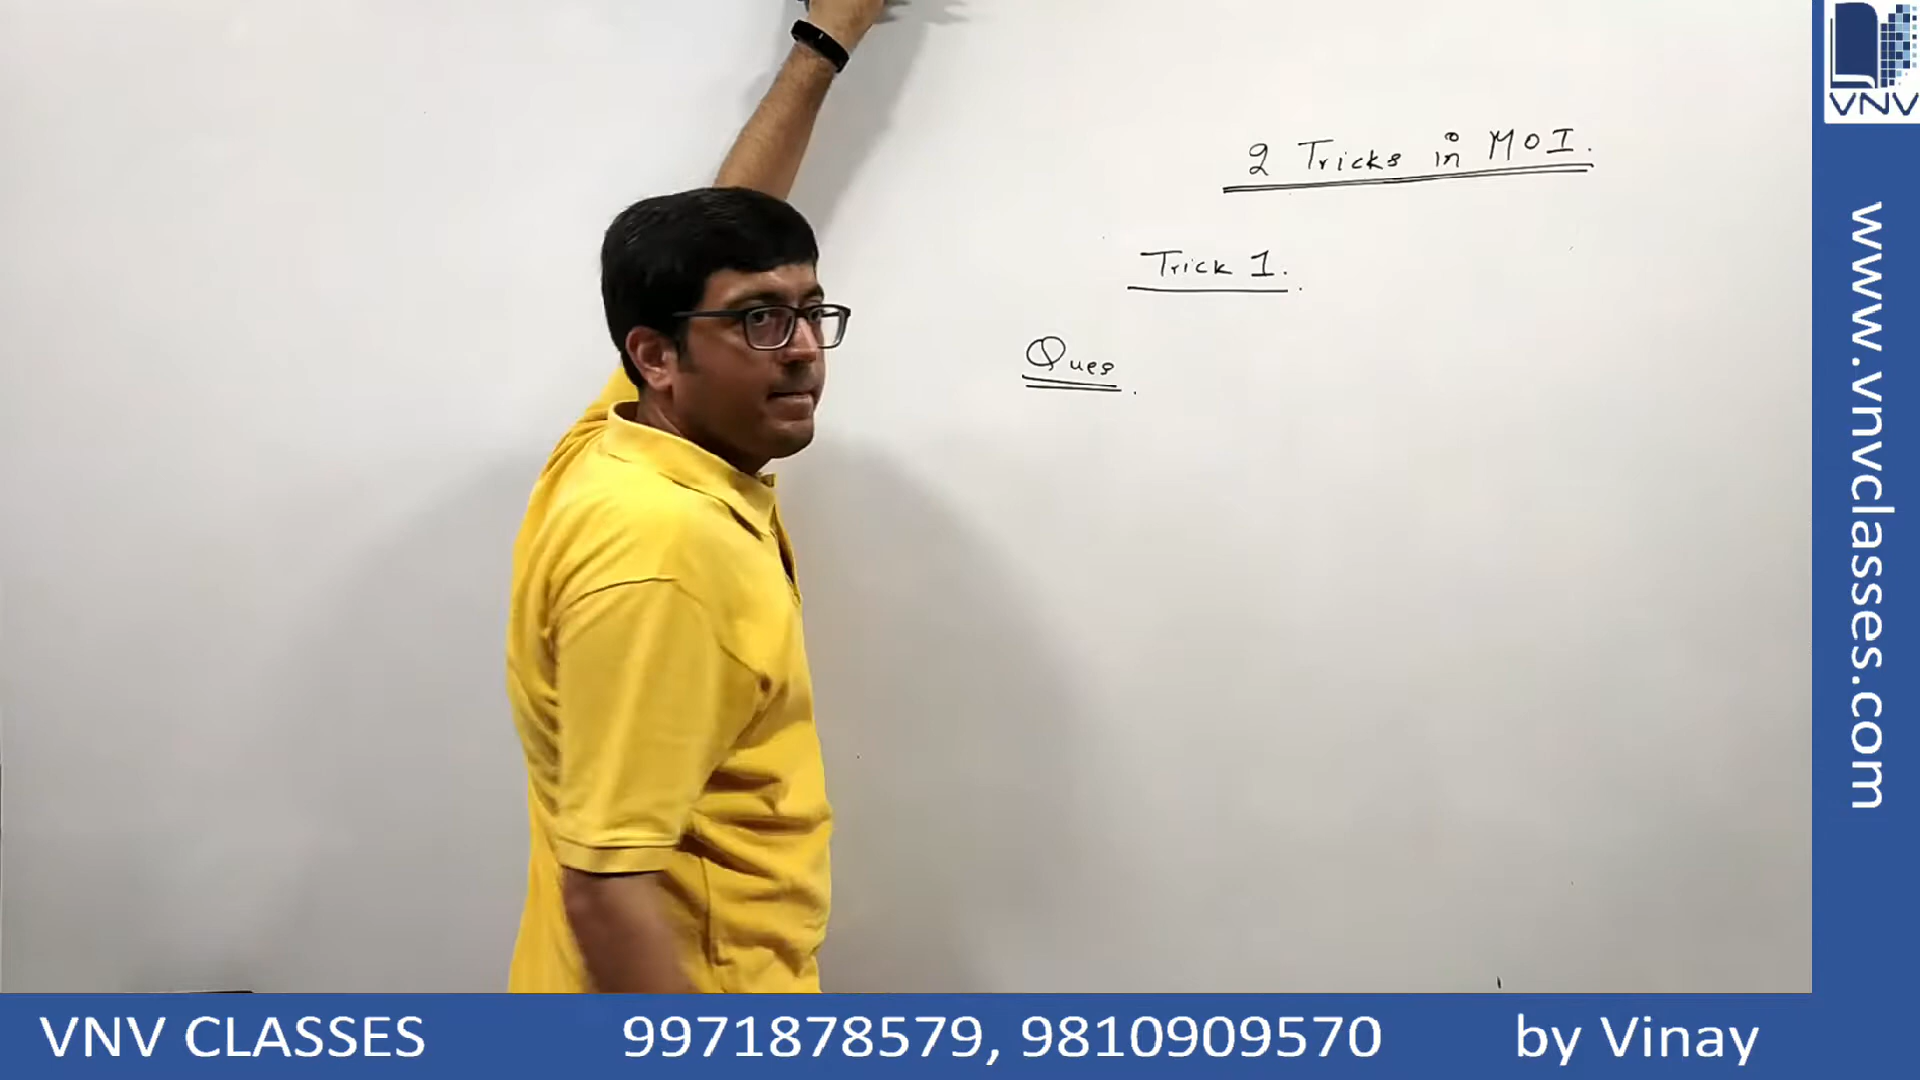 VNV
2 Tricks in MOI.
Trick 1.
Ques.
www.vnvclasses.com
VNV CLASSES 9971878579, 9810909570 by Vinay